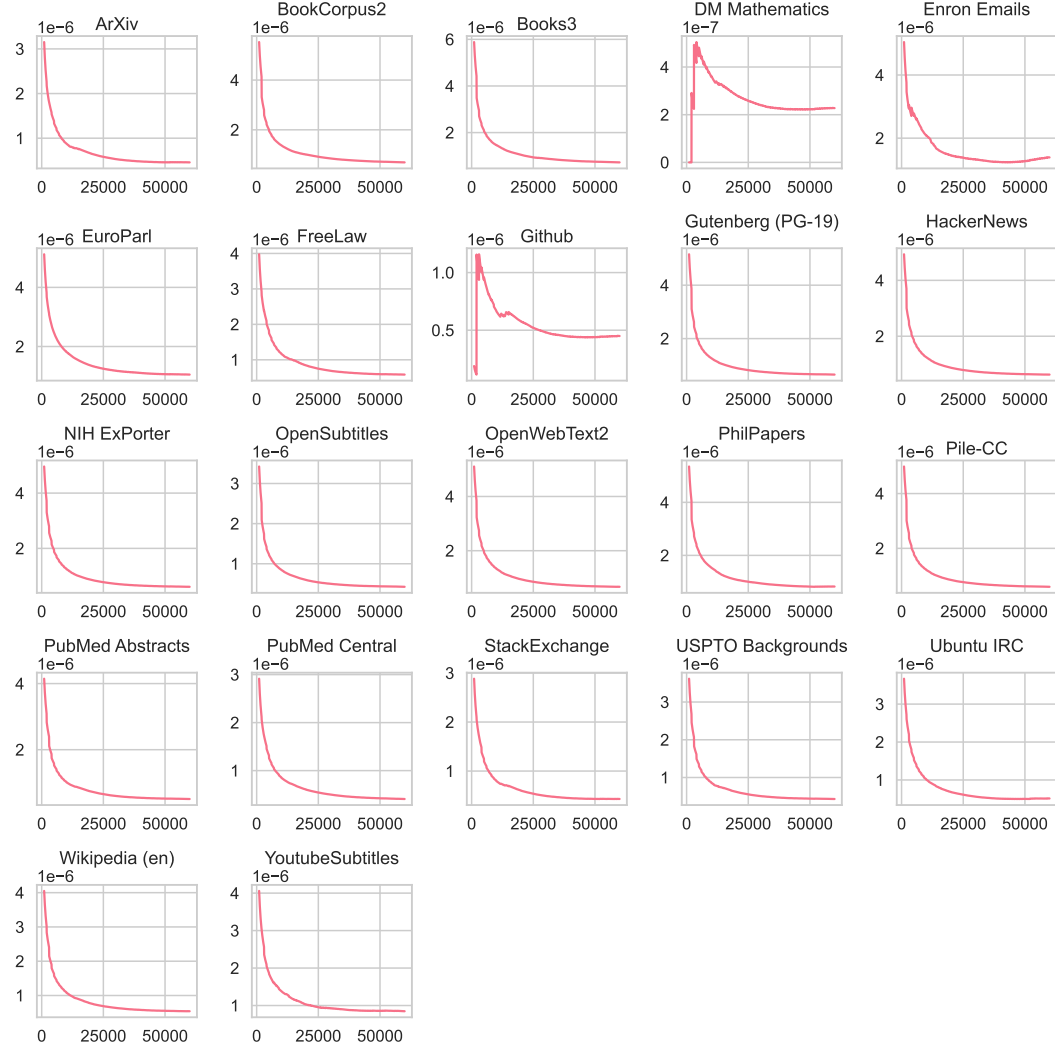 ArXiv
1e−6
3
2
1
0 25000 50000
BookCorpus2
1e−6
4
2
0 25000 50000
Books3
1e−6
6
4
2
0 25000 50000
DM Mathematics
1e−7
4
2
0
0 25000 50000
Enron Emails
1e−6
4
2
0 25000 50000
EuroParl
1e−6
4
2
0 25000 50000
FreeLaw
1e−6
4
3
2
1
0 25000 50000
Github
1e−6
1.0
0.5
0 25000 50000
Gutenberg (PG-19)
1e−6
4
2
0 25000 50000
HackerNews
1e−6
4
2
0 25000 50000
NIH ExPorter
1e−6
4
2
0 25000 50000
OpenSubtitles
1e−6
3
2
1
0 25000 50000
OpenWebText2
1e−6
4
2
0 25000 50000
PhilPapers
1e−6
4
2
0 25000 50000
Pile-CC
1e−6
4
2
0 25000 50000
PubMed Abstracts
1e−6
4
2
0 25000 50000
PubMed Central
1e−6
3
2
1
0 25000 50000
StackExchange
1e−6
3
2
1
0 25000 50000
USPTO Backgrounds
1e−6
3
2
1
0 25000 50000
Ubuntu IRC
1e−6
3
2
1
0 25000 50000
Wikipedia (en)
1e−6
4
3
2
1
0 25000 50000
YoutubeSubtitles
1e−6
4
3
2
1
0 25000 50000